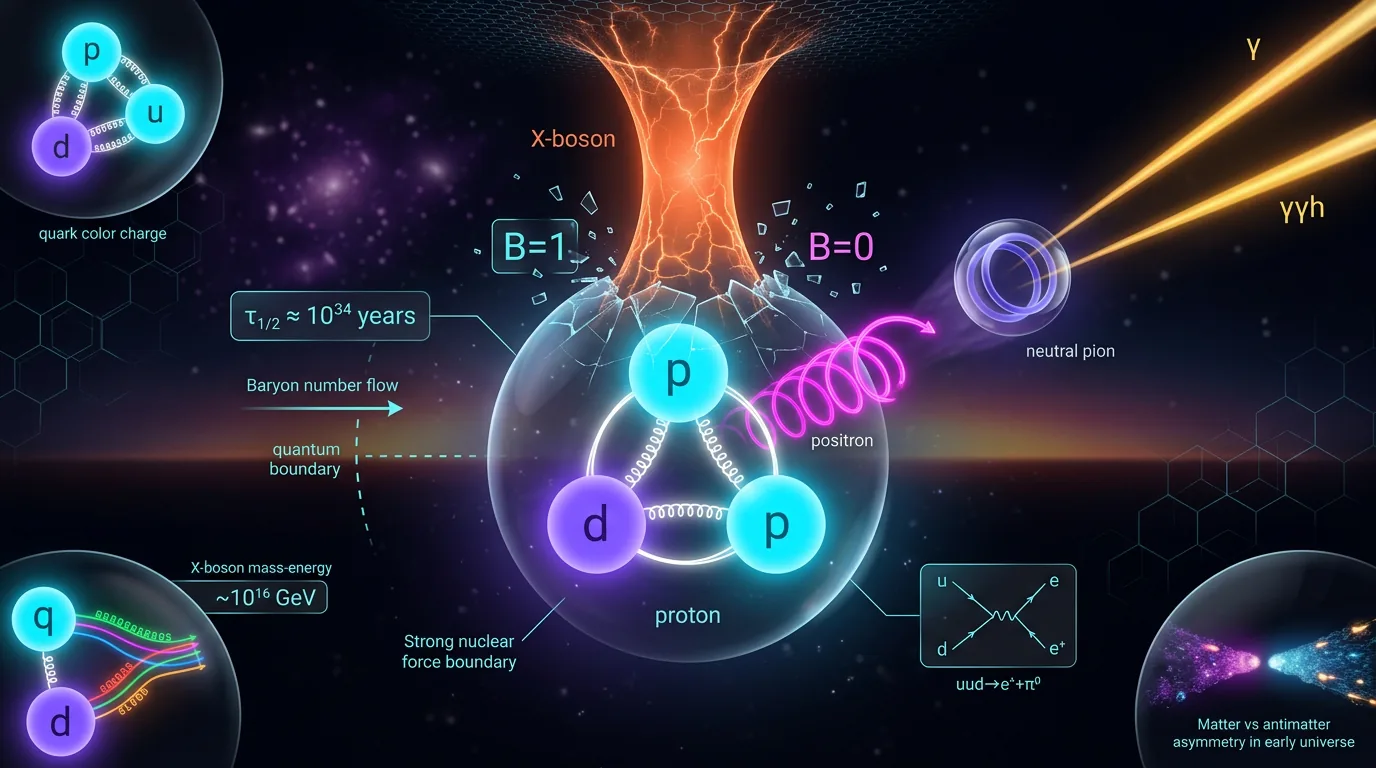 p
u
d
quark color charge
X-boson
γ
γγh
B=1
B=0
τ1/2 ≈ 10³⁴ years
neutral pion
Baryon number flow
quantum
boundary
p
d
p
positron
proton
Strong nuclear
force boundary
X-boson mass-energy
~10¹⁶ GeV
q
d
u
e
d
e⁺
uud→e⁺+π⁰
Matter vs antimatter
asymmetry in early universe